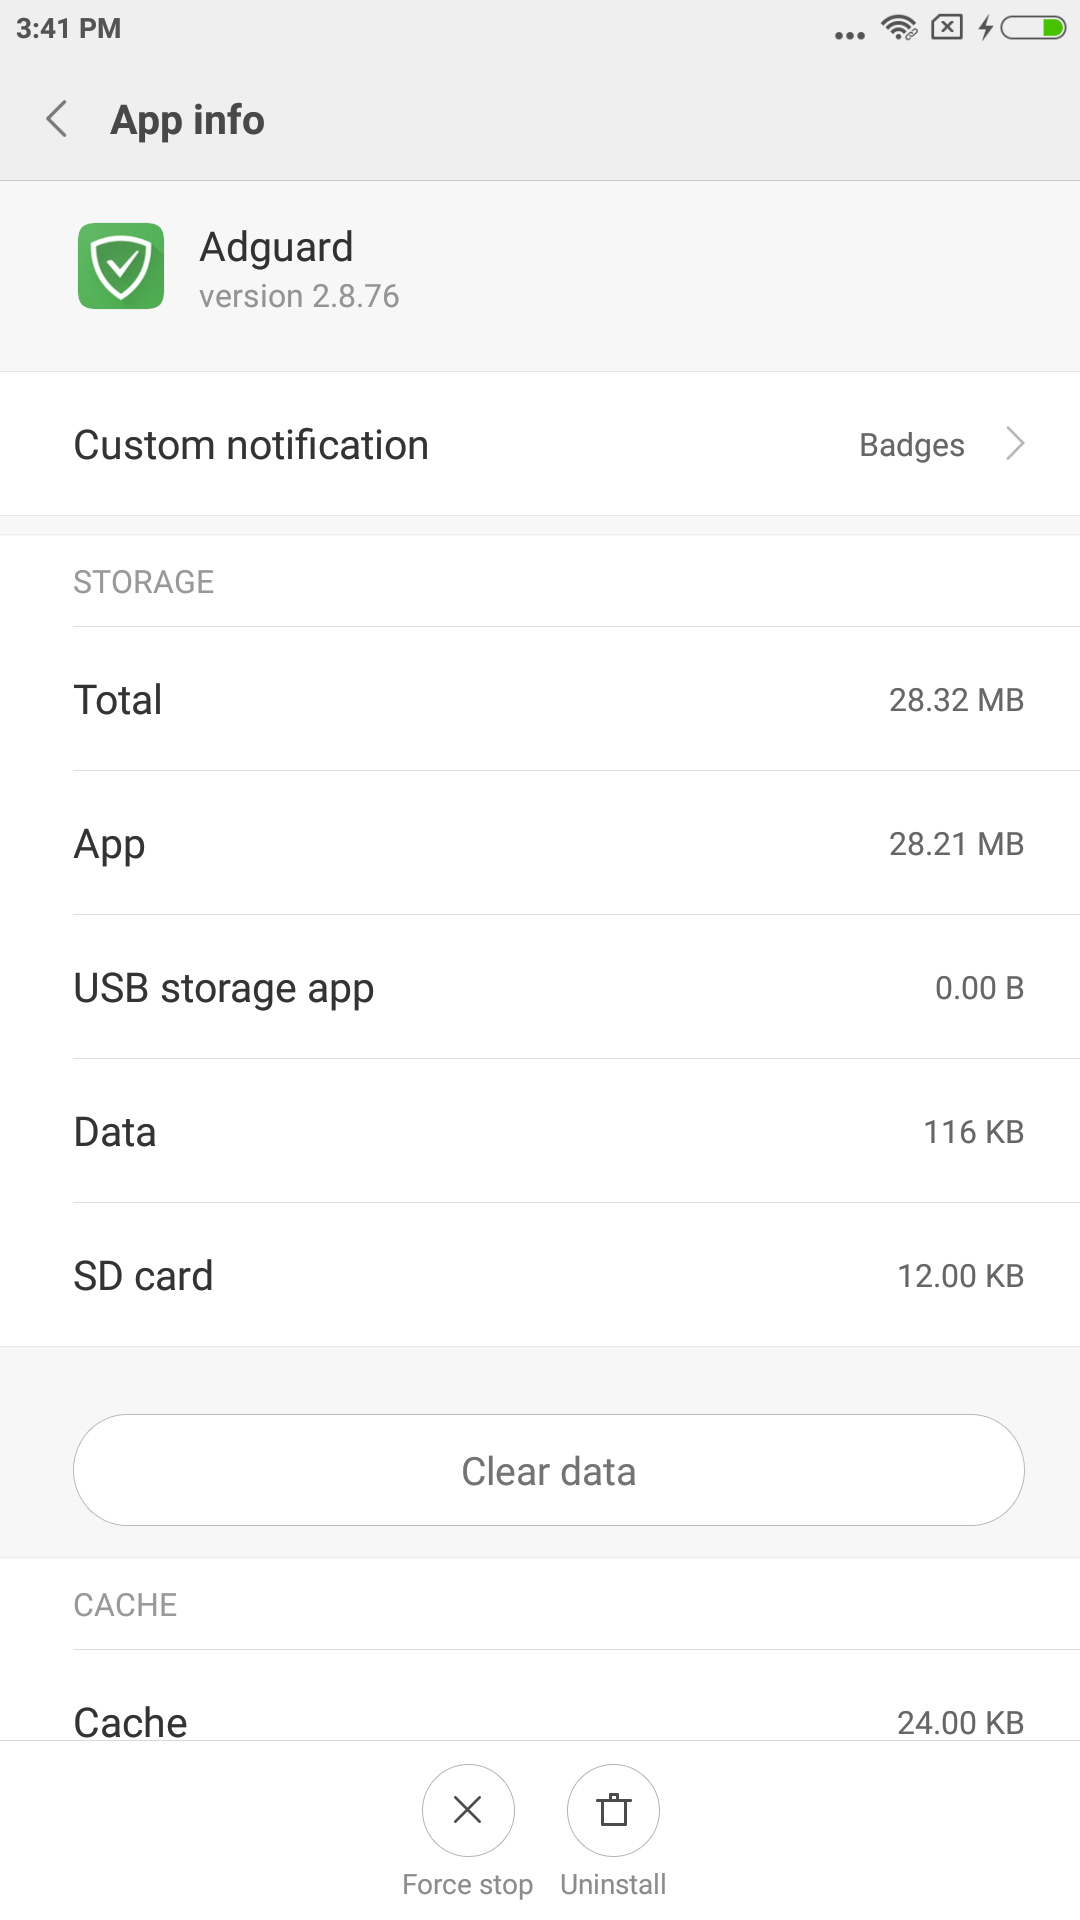 3:41 PM
App info
Adguard
version 2.8.76
Custom notification
Badges
STORAGE
Total
28.32 MB
App
28.21 MB
USB storage app
0.00 B
Data
116 KB
SD card
12.00 KB
Clear data
CACHE
Cache
24.00 KB
Force stop
Uninstall